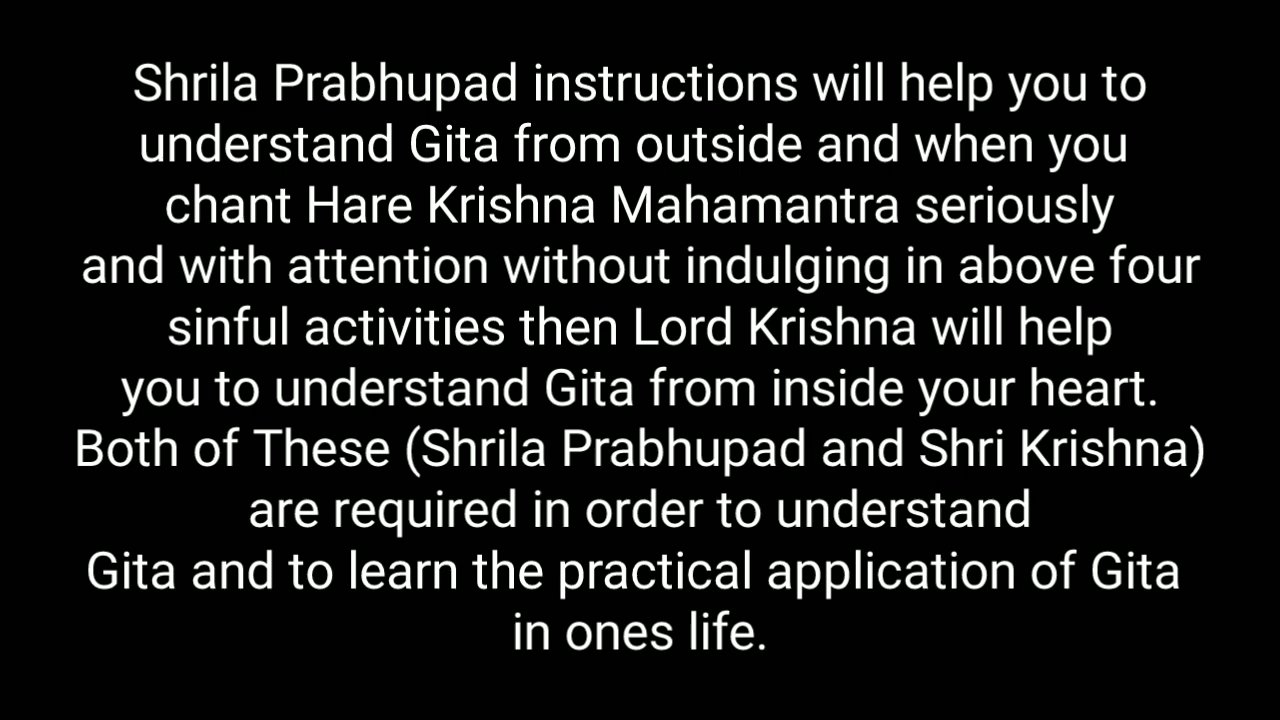 Shrila Prabhupad instructions will help you to
understand Gita from outside and when you
chant Hare Krishna Mahamantra seriously
and with attention without indulging in above four
sinful activities then Lord Krishna will help
you to understand Gita from inside your heart.
Both of These (Shrila Prabhupad and Shri Krishna)
are required in order to understand
Gita and to learn the practical application of Gita
in ones life.